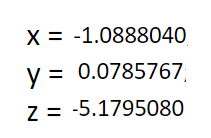 x = -1.0888040,
y = 0.0785767,
z = -5.1795080